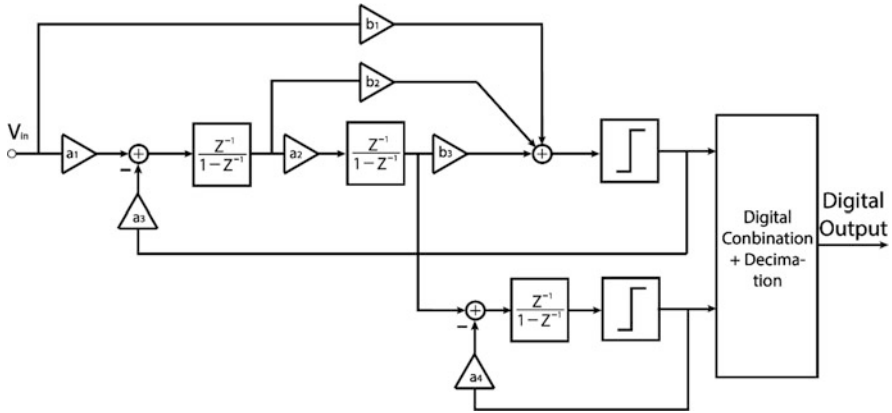 b1
b2
Vin
a1
Z-1
1-Z-1
a2
Z-1
1-Z-1
b3
a3
Digital
Conbination
+ Decima-
tion
Digital
Output
Z-1
1-Z-1
a4